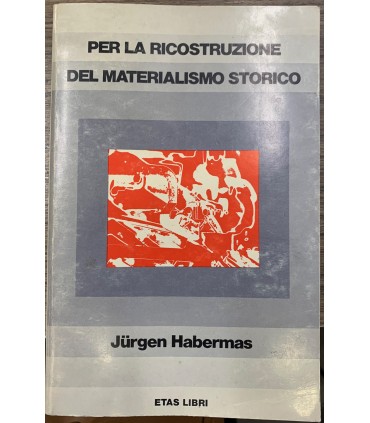 PER LA RICOSTRUZIONE
DEL MATERIALISMO STORICO
Jürgen Habermas
ETAS LIBRI